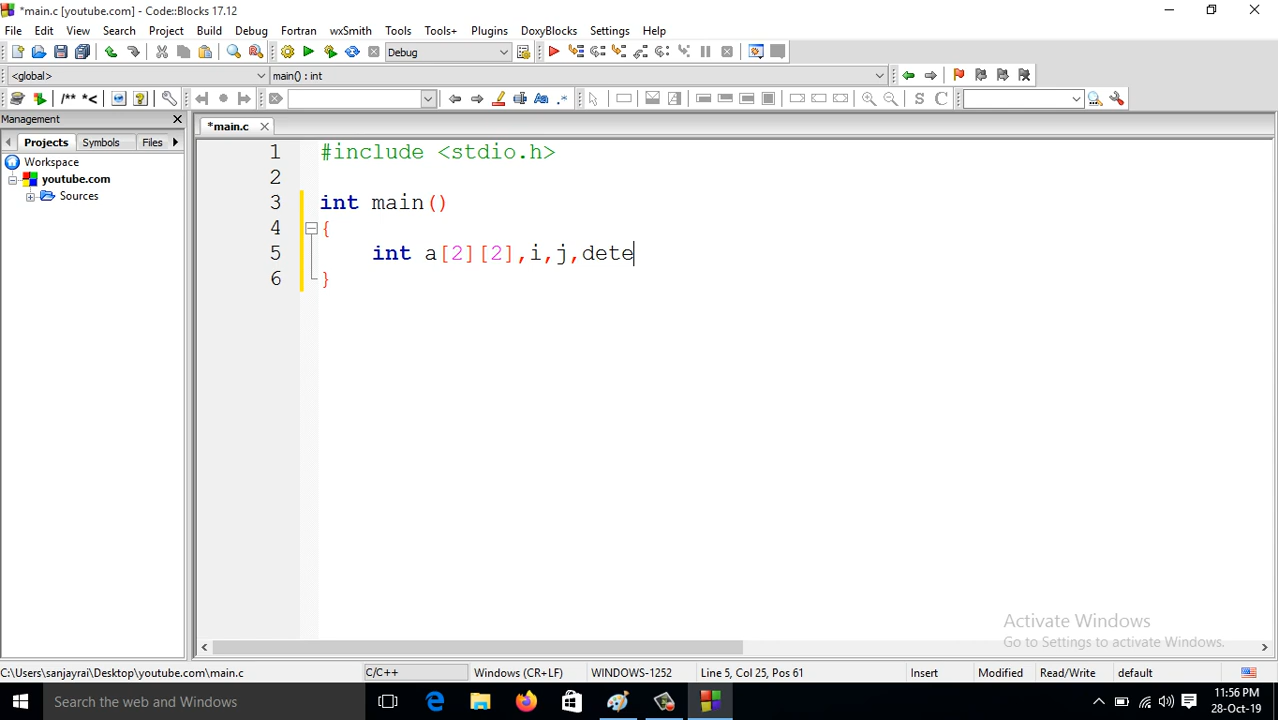 *main.c [youtube.com] - Code::Blocks 17.12
File Edit View Search Project Build Debug Fortran wxSmith Tools Tools+ Plugins DoxyBlocks Settings Help
Debug
<global> main() : int
/** *<
S C
Management
Projects Symbols Files
*main.c
Workspace
youtube.com
Sources
1 #include <stdio.h>
2
3 int main()
4 {
5 int a[2][2],i,j,dete
6 }
Activate Windows
Go to Settings to activate Windows.
C:\Users\sanjayrai\Desktop\youtube.com\main.c C/C++ Windows (CR+LF) WINDOWS-1252 Line 5, Col 25, Pos 61 Insert Modified Read/Write default
Search the web and Windows
11:56 PM
28-Oct-19